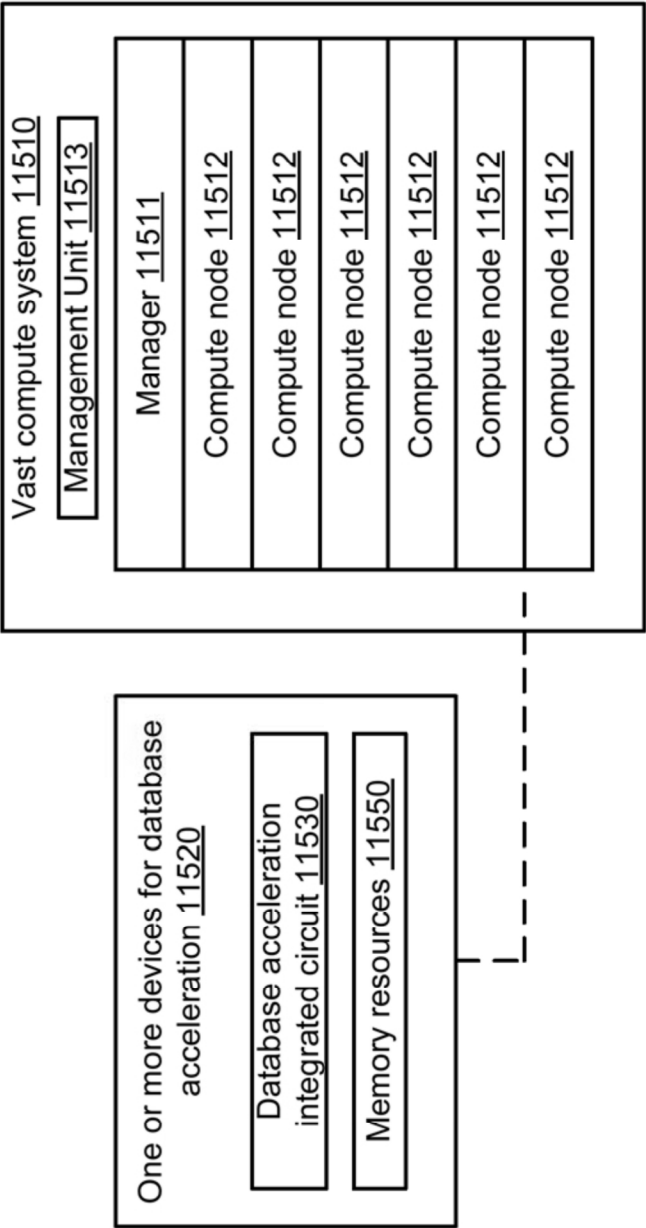 One or more devices for database
acceleration 11520
Database acceleration
integrated circuit 11530
Memory resources 11550
Vast compute system 11510
Management Unit 11513
Manager 11511
Compute node 11512
Compute node 11512
Compute node 11512
Compute node 11512
Compute node 11512
Compute node 11512